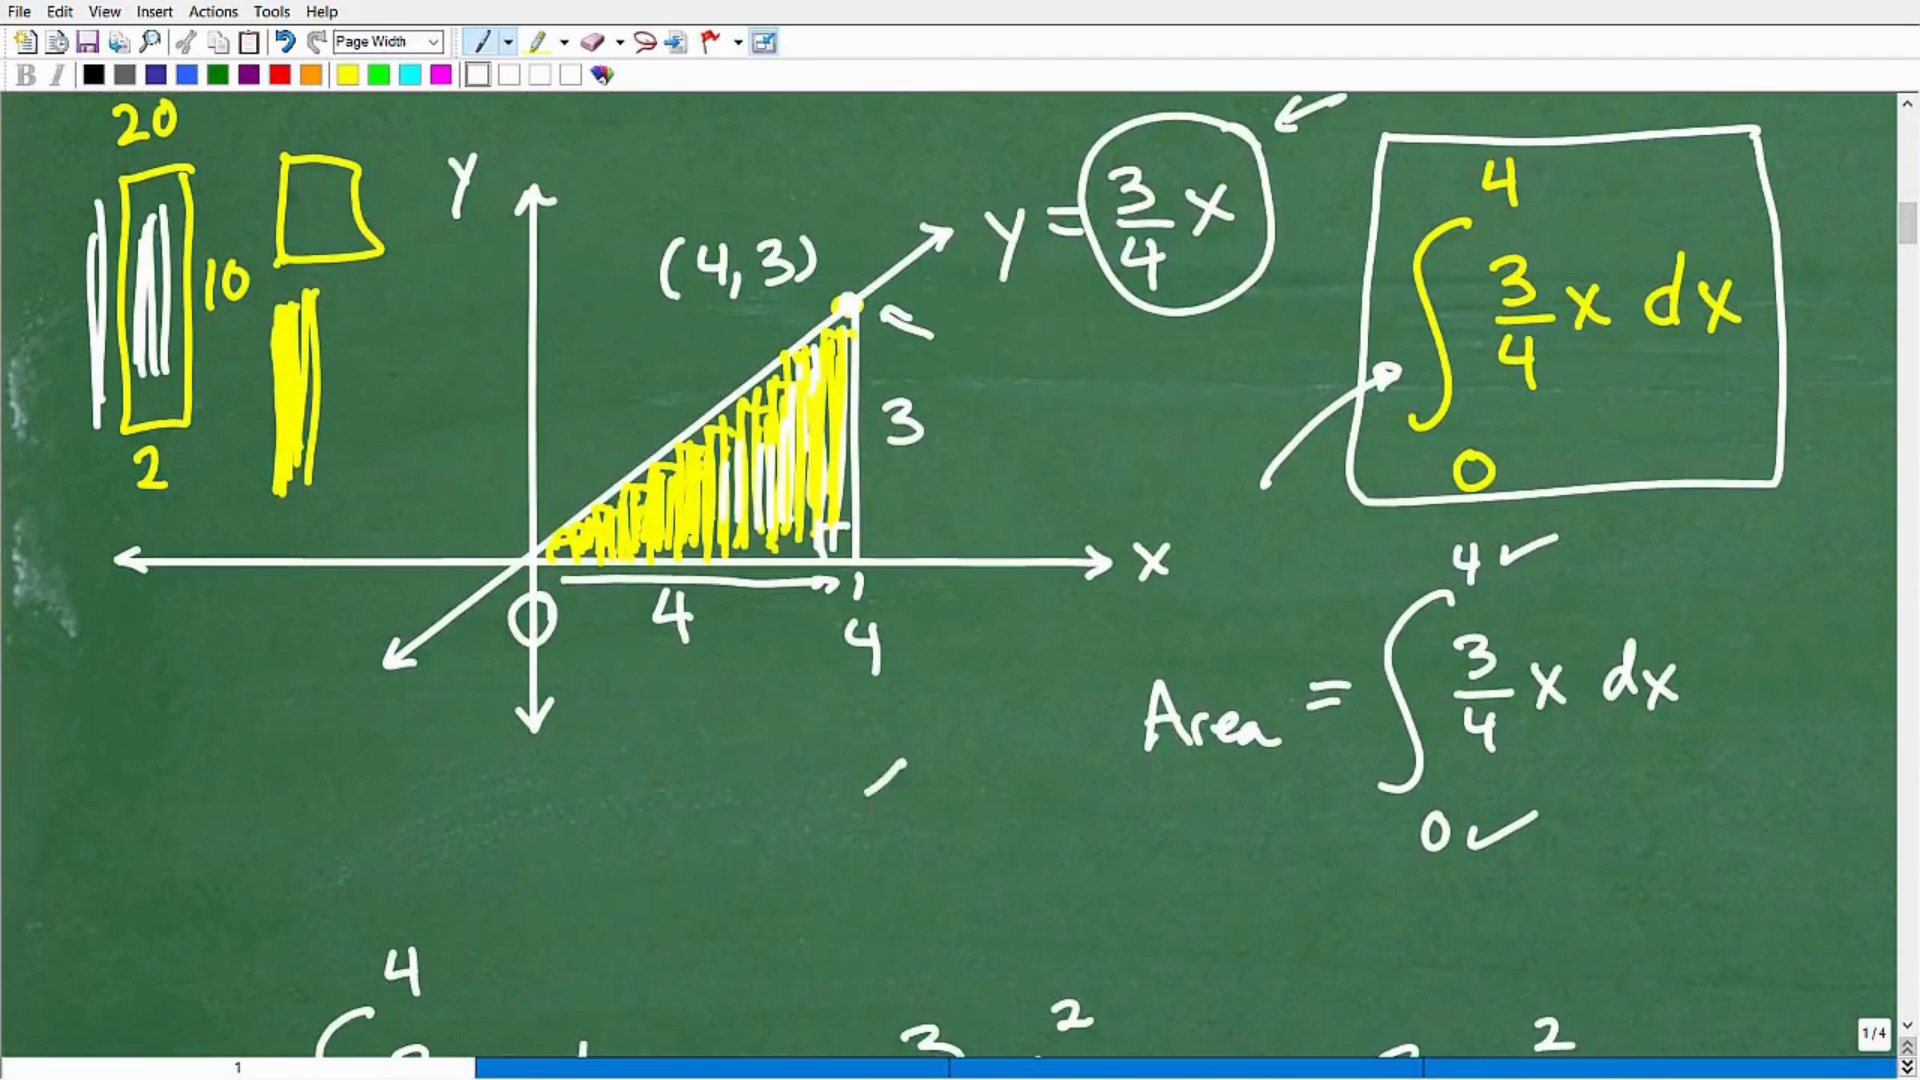 File Edit View Insert Actions Tools Help
Page Width
B I
20
10
2
y
(4,3)
y = 3/4 x
3
x
0
4
4
4
∫ 3/4 x dx
0
4 ✓
Area = ∫ 3/4 x dx
0 ✓
4
2
2
1/4
1